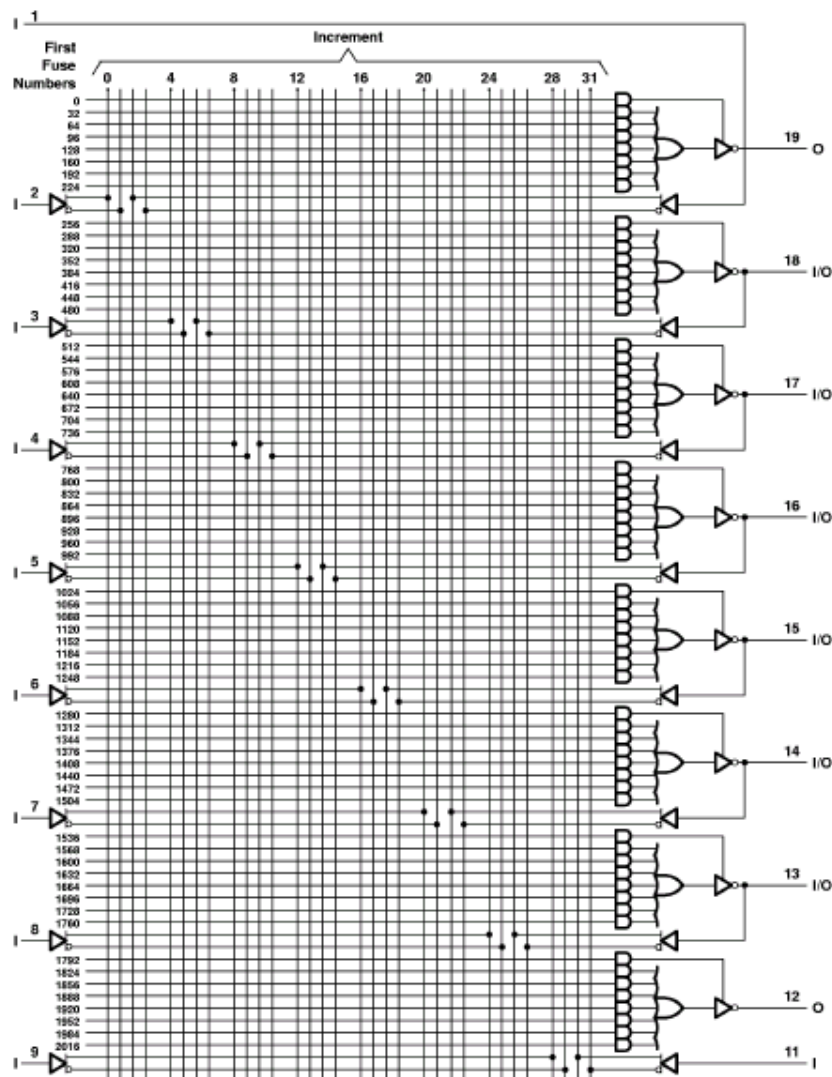 I 1
Increment
First
Fuse
Numbers
0 4 8 12 16 20 24 28 31
0
32
64
96
128
160
192
224
19 O
I 2
256
288
320
352
384
416
448
480
18 I/O
I 3
512
544
576
608
640
672
704
736
17 I/O
I 4
768
800
832
864
896
928
960
992
16 I/O
I 5
1024
1056
1088
1120
1152
1184
1216
1248
15 I/O
I 6
1280
1312
1344
1376
1408
1440
1472
1504
14 I/O
I 7
1536
1568
1600
1632
1664
1696
1728
1760
13 I/O
I 8
1792
1824
1856
1888
1920
1952
1984
2016
12 O
I 9
11 I